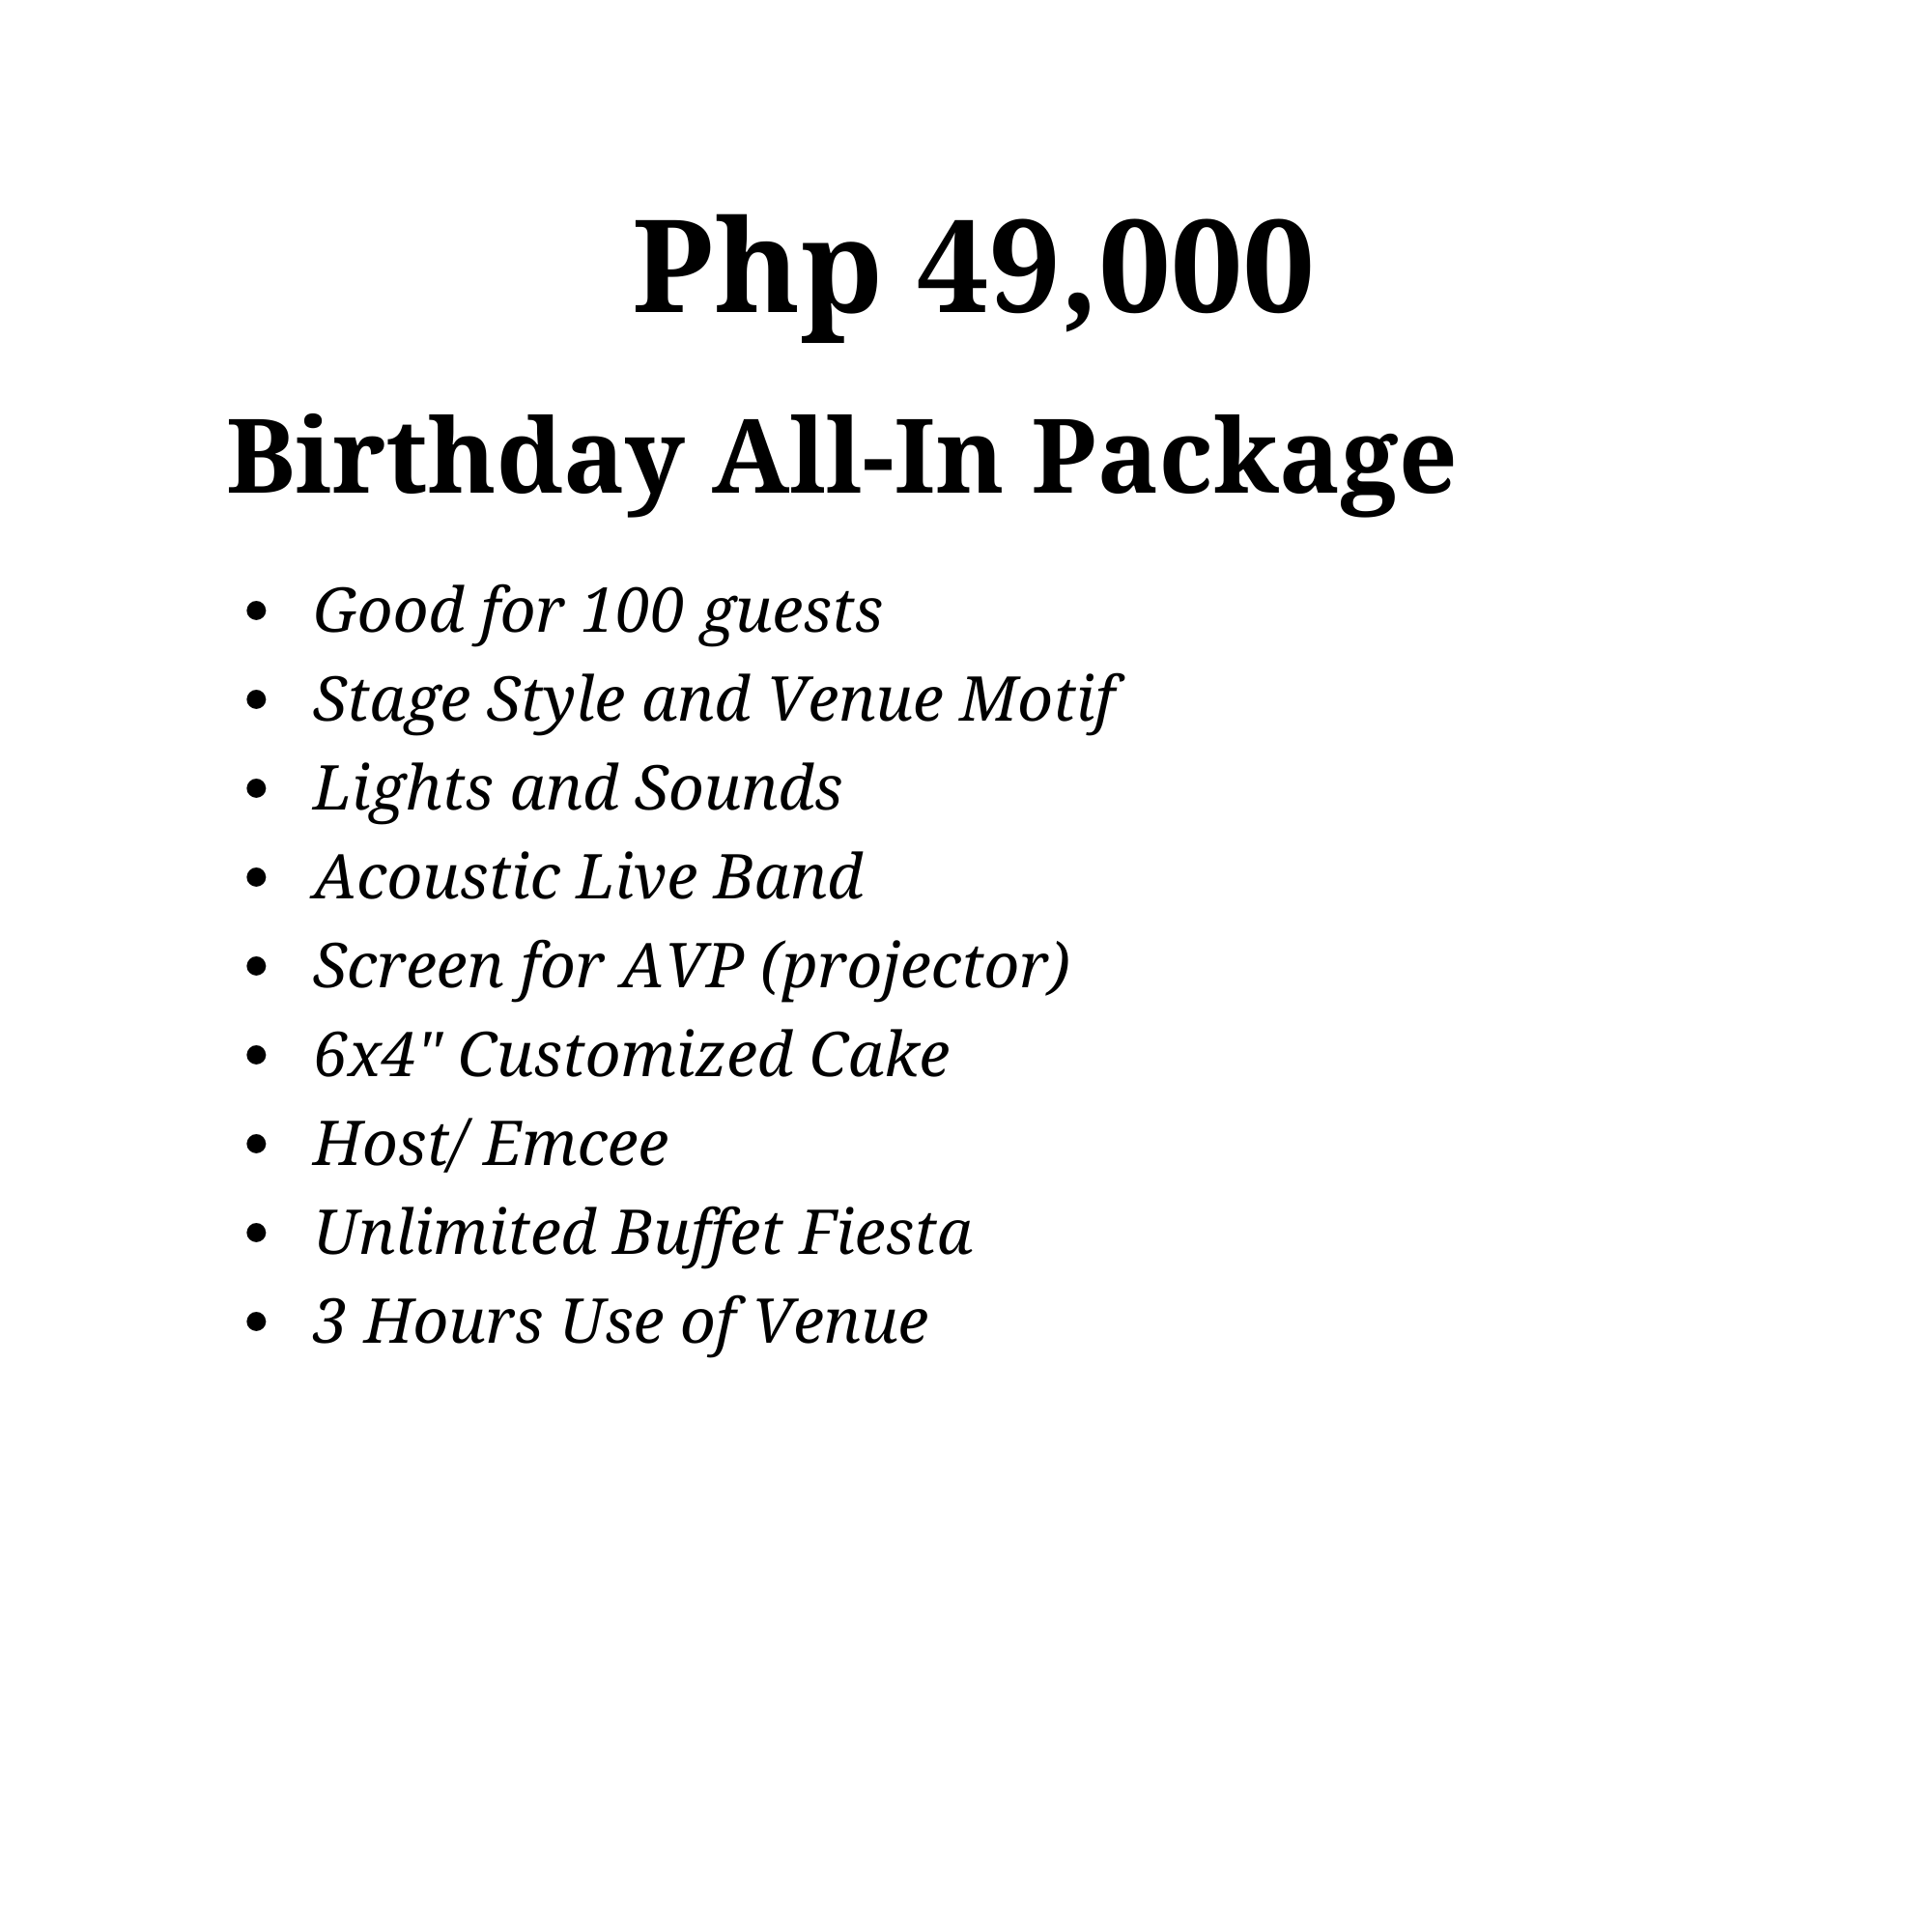 Php 49,000
Birthday All-In Package
• Good for 100 guests
• Stage Style and Venue Motif
• Lights and Sounds
• Acoustic Live Band
• Screen for AVP (projector)
• 6x4" Customized Cake
• Host/ Emcee
• Unlimited Buffet Fiesta
• 3 Hours Use of Venue